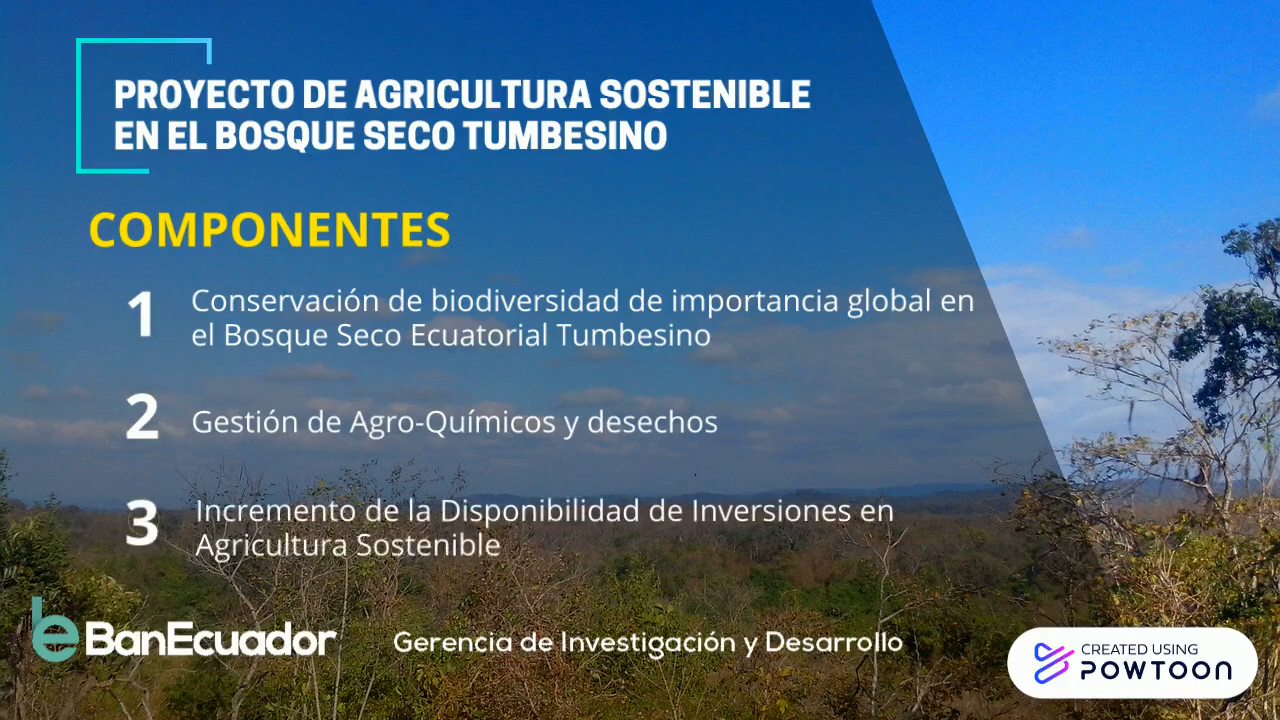 PROYECTO DE AGRICULTURA SOSTENIBLE
EN EL BOSQUE SECO TUMBESINO
COMPONENTES
1
Conservación de biodiversidad de importancia global en
el Bosque Seco Ecuatorial Tumbesino
2
Gestión de Agro-Químicos y desechos
3
Incremento de la Disponibilidad de Inversiones en
Agricultura Sostenible
be BanEcuador
Gerencia de Investigación y Desarrollo
CREATED USING
POWTOON